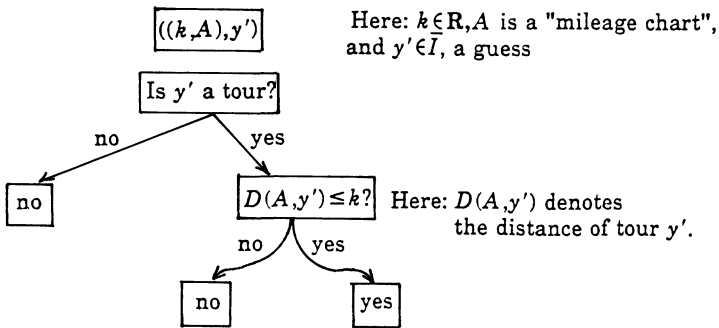 ((k,A),y′)
Here: k∈R, A is a "mileage chart",
and y′∈I̅, a guess
Is y′ a tour?
no
yes
no
D(A,y′)≤k?
Here: D(A,y′) denotes
the distance of tour y′.
no
yes
no
yes